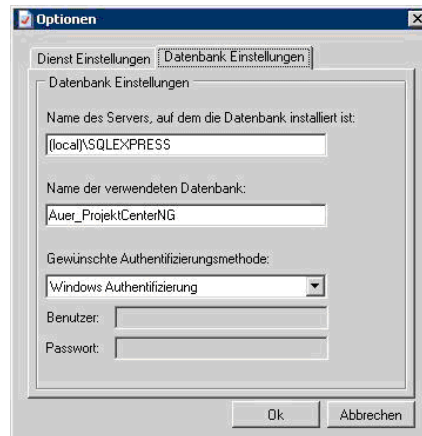 Optionen
Dienst Einstellungen
Datenbank Einstellungen
Datenbank Einstellungen
Name des Servers, auf dem die Datenbank installiert ist:
(local)\SQLEXPRESS
Name der verwendeten Datenbank:
Auer_ProjektCenterNG
Gewünschte Authentifizierungsmethode:
Windows Authentifizierung
Benutzer:
Passwort:
Ok
Abbrechen